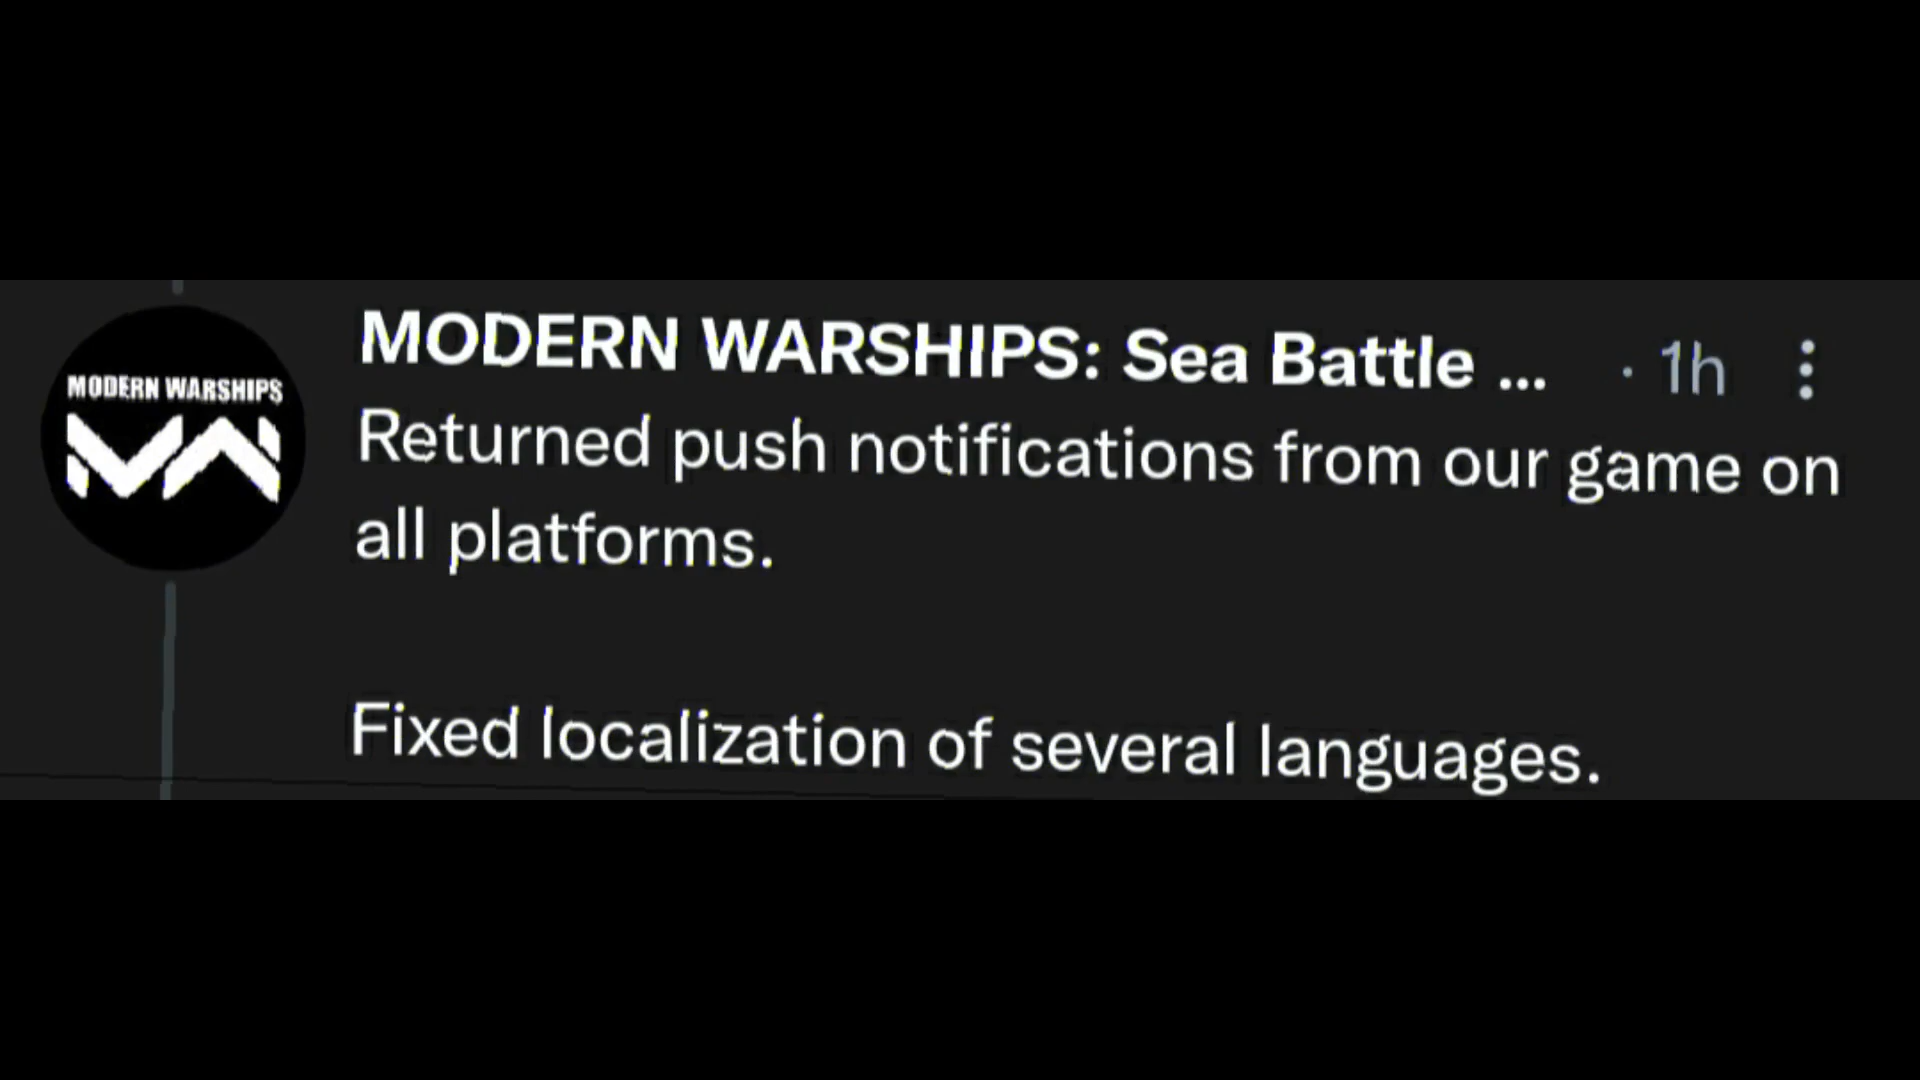 MODERN WARSHIPS
MODERN WARSHIPS: Sea Battle ... · 1h
Returned push notifications from our game on
all platforms.
Fixed localization of several languages.